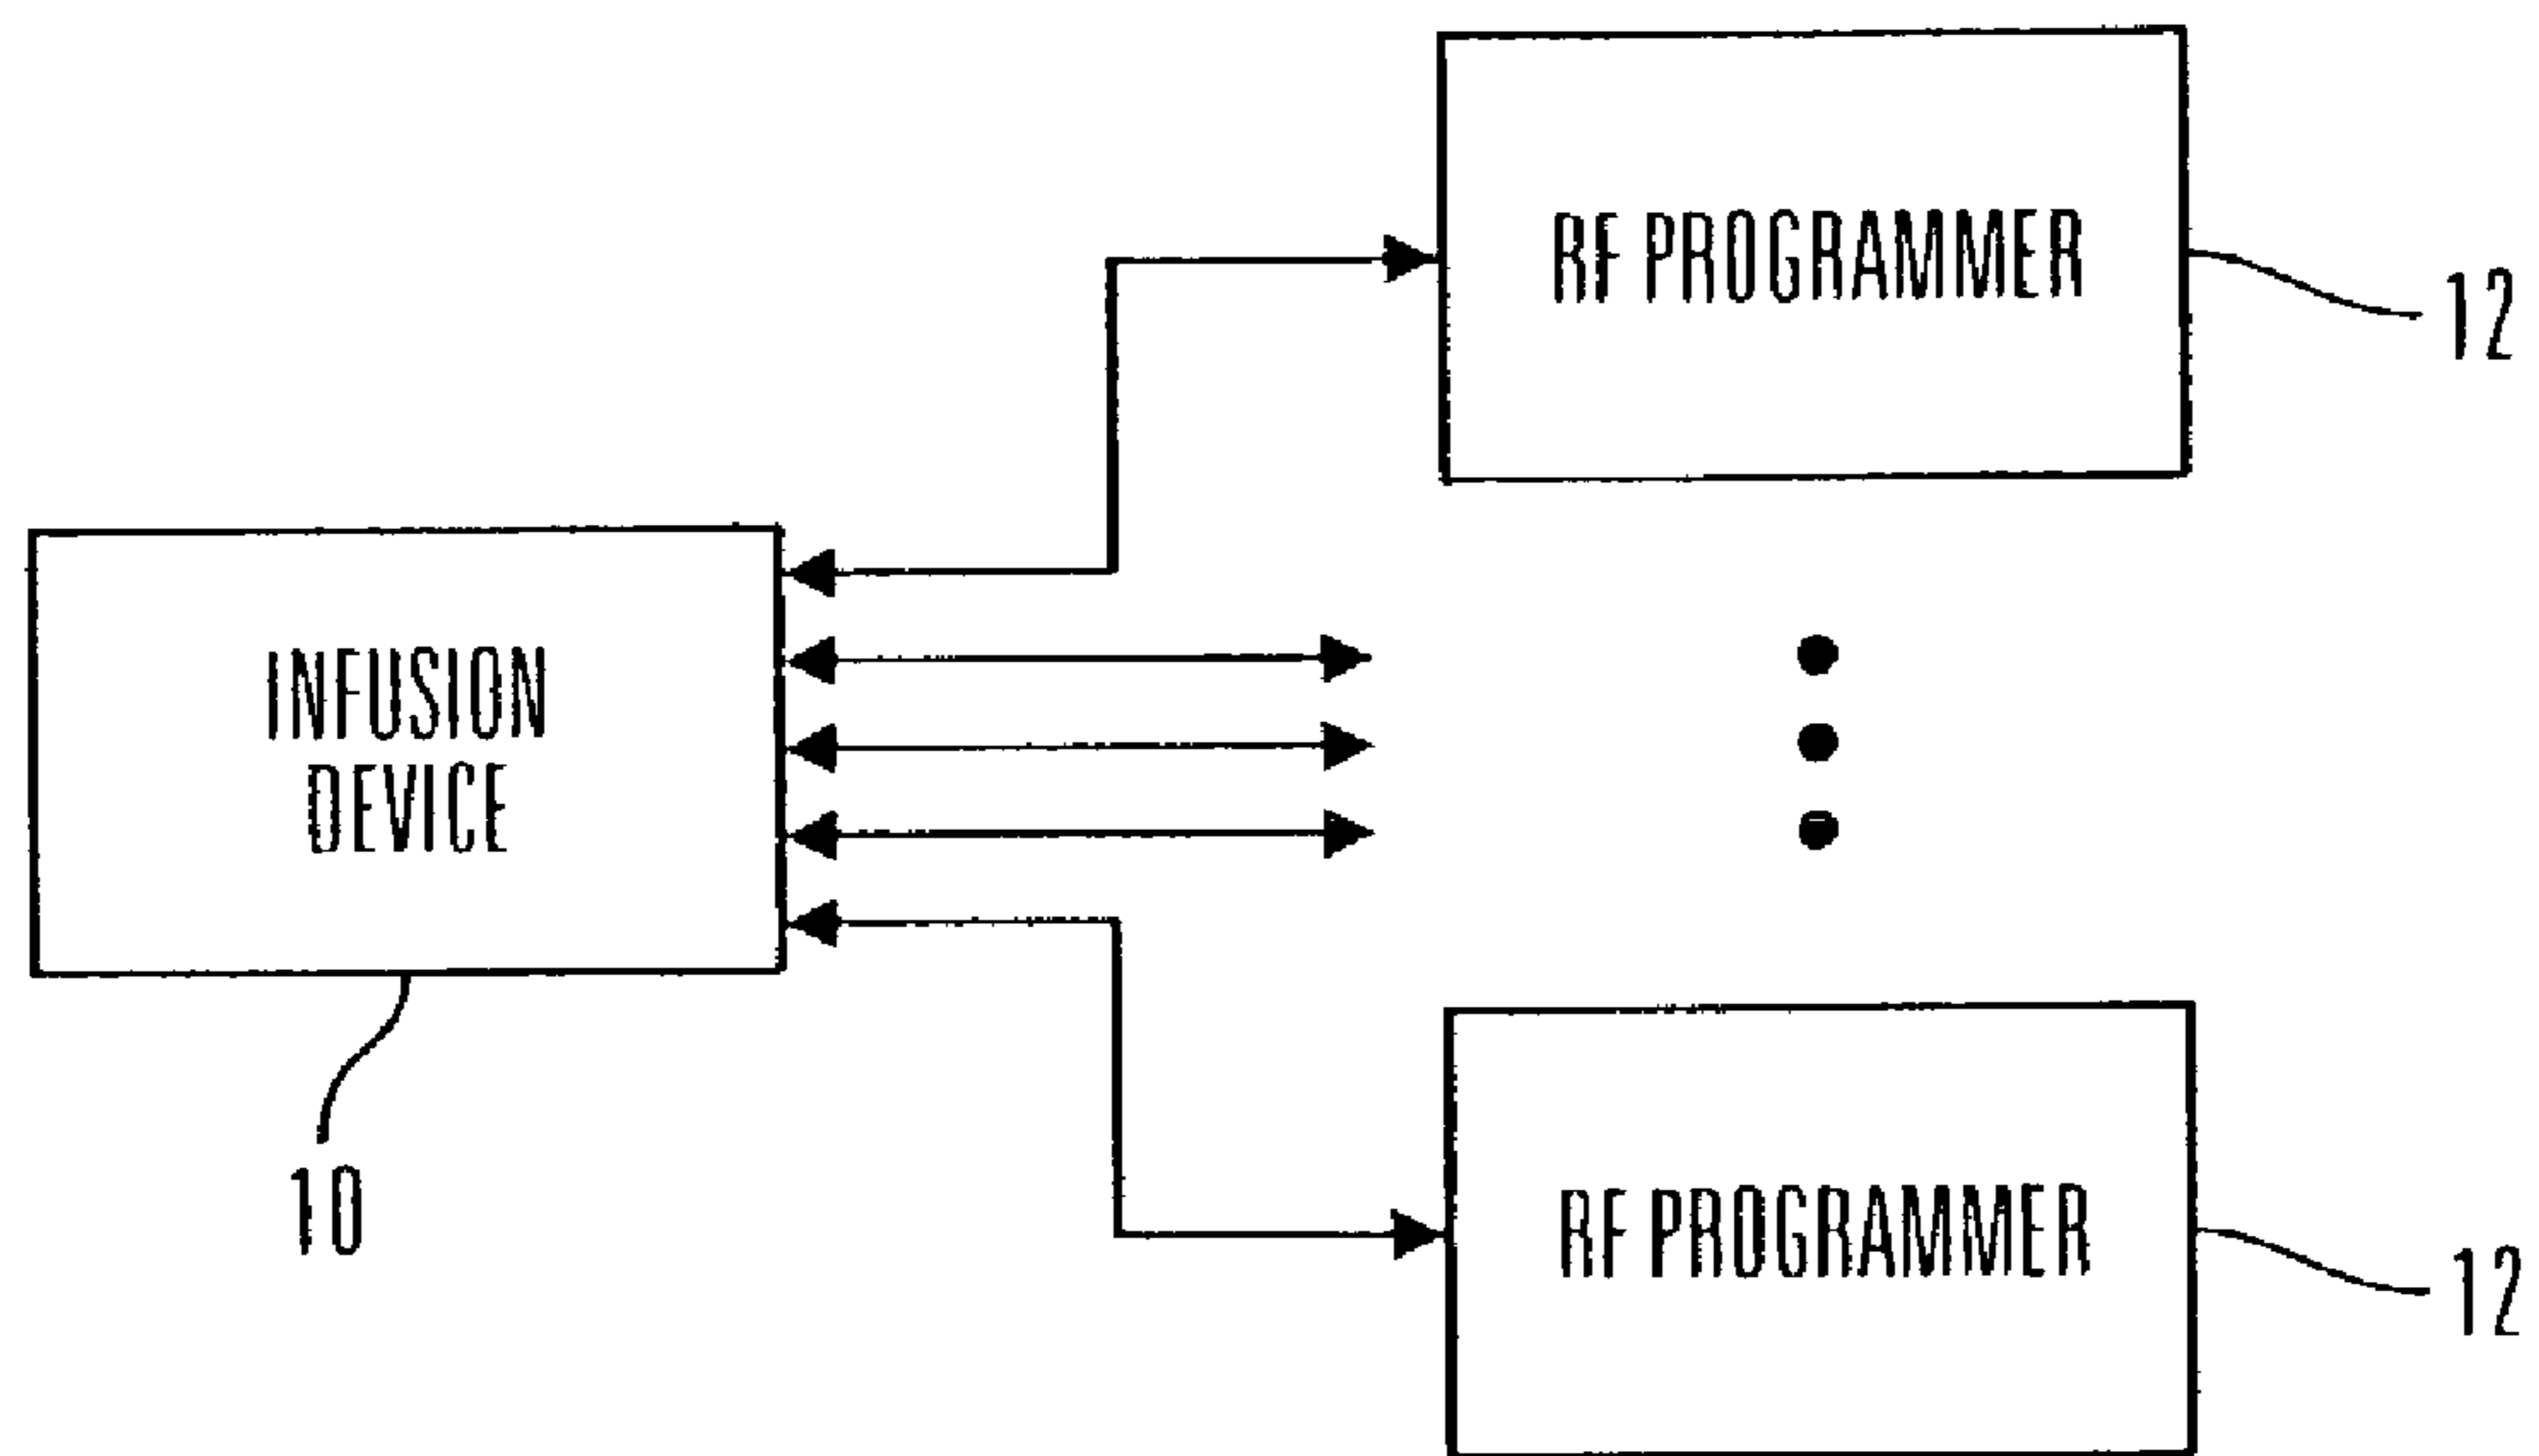 RF PROGRAMMER
12
INFUSION
DEVICE
10
RF PROGRAMMER
12